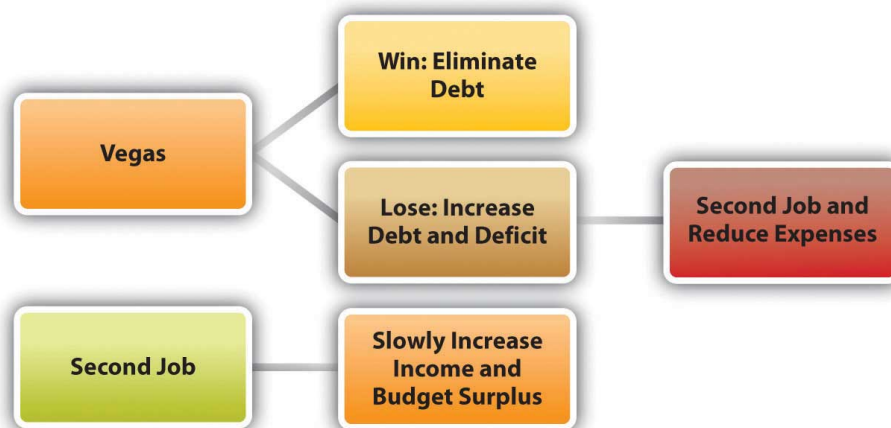 Win: Eliminate
Debt
Vegas
Lose: Increase
Debt and Deficit
Second Job and
Reduce Expenses
Second Job
Slowly Increase
Income and
Budget Surplus